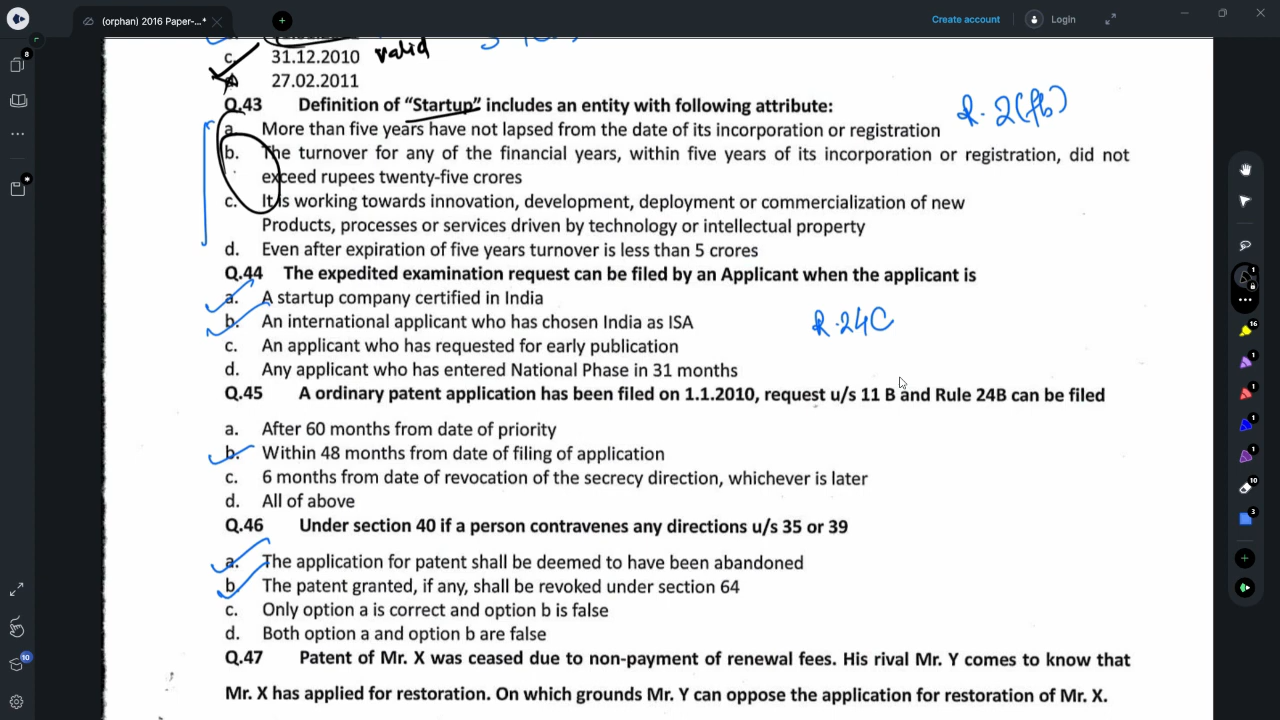 (orphan) 2016 Paper-...*
Create account
Login
c. 31.12.2010 valid
27.02.2011
Q.43 Definition of “Startup” includes an entity with following attribute:
R. 2(fb)
a. More than five years have not lapsed from the date of its incorporation or registration
b. The turnover for any of the financial years, within five years of its incorporation or registration, did not
exceed rupees twenty-five crores
c. It is working towards innovation, development, deployment or commercialization of new
Products, processes or services driven by technology or intellectual property
d. Even after expiration of five years turnover is less than 5 crores
Q.44 The expedited examination request can be filed by an Applicant when the applicant is
a. A startup company certified in India
b. An international applicant who has chosen India as ISA
R.24C
c. An applicant who has requested for early publication
d. Any applicant who has entered National Phase in 31 months
Q.45 A ordinary patent application has been filed on 1.1.2010, request u/s 11 B and Rule 24B can be filed
a. After 60 months from date of priority
b. Within 48 months from date of filing of application
c. 6 months from date of revocation of the secrecy direction, whichever is later
d. All of above
Q.46 Under section 40 if a person contravenes any directions u/s 35 or 39
a. The application for patent shall be deemed to have been abandoned
b. The patent granted, if any, shall be revoked under section 64
c. Only option a is correct and option b is false
d. Both option a and option b are false
Q.47 Patent of Mr. X was ceased due to non-payment of renewal fees. His rival Mr. Y comes to know that
Mr. X has applied for restoration. On which grounds Mr. Y can oppose the application for restoration of Mr. X.
8
10
1
1
16
1
1
1
1
10
3